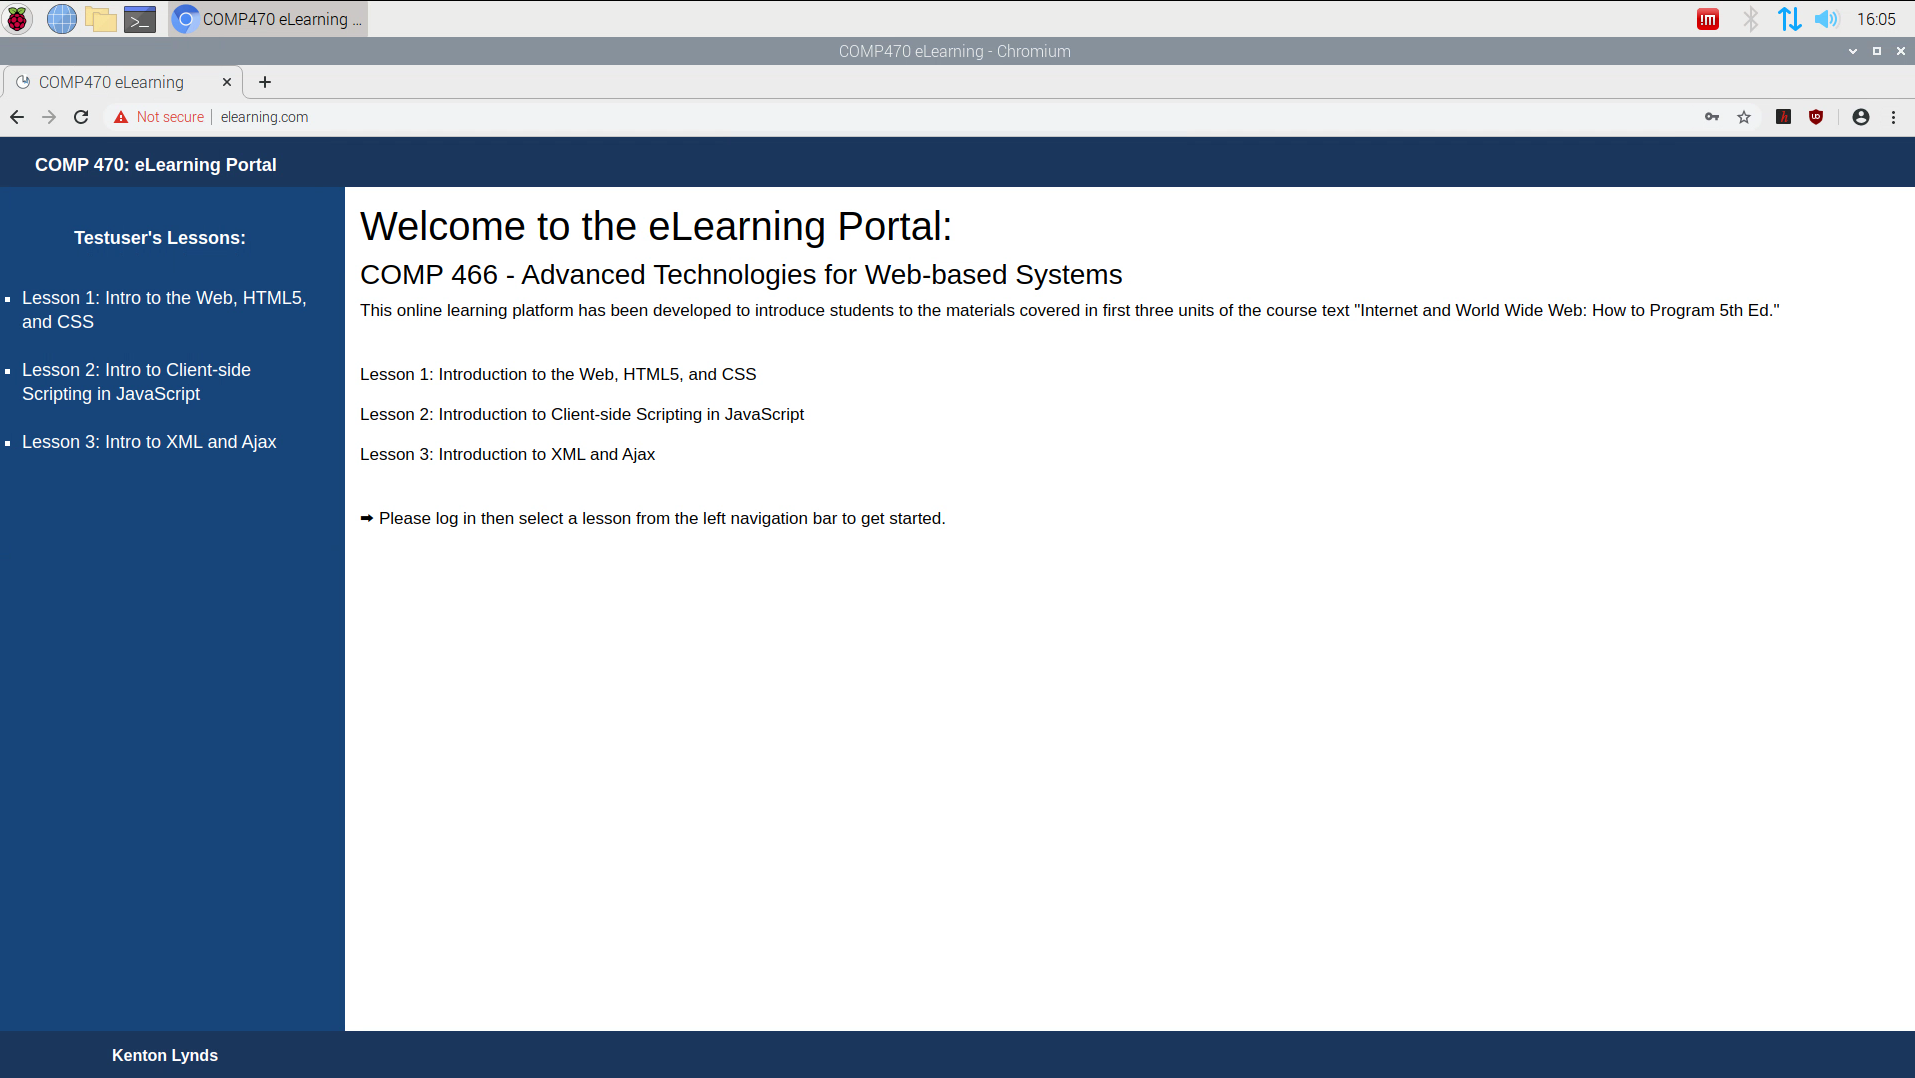 COMP470 eLearning ...
16:05
COMP470 eLearning - Chromium
COMP470 eLearning
Not secure
elearning.com
COMP 470: eLearning Portal
Testuser's Lessons:
Lesson 1: Intro to the Web, HTML5,
and CSS
Lesson 2: Intro to Client-side
Scripting in JavaScript
Lesson 3: Intro to XML and Ajax
Welcome to the eLearning Portal:
COMP 466 - Advanced Technologies for Web-based Systems
This online learning platform has been developed to introduce students to the materials covered in first three units of the course text "Internet and World Wide Web: How to Program 5th Ed."
Lesson 1: Introduction to the Web, HTML5, and CSS
Lesson 2: Introduction to Client-side Scripting in JavaScript
Lesson 3: Introduction to XML and Ajax
➡ Please log in then select a lesson from the left navigation bar to get started.
Kenton Lynds